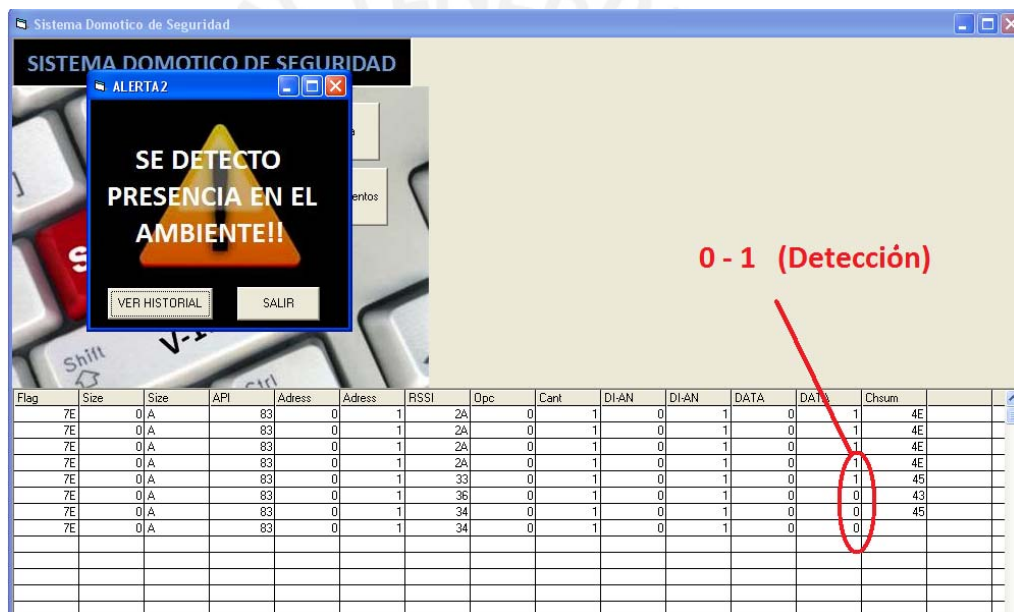 Sistema Domotico de Seguridad
SISTEMA DOMOTICO DE SEGURIDAD
ALERTA2
SE DETECTO
PRESENCIA EN EL
AMBIENTE!!
entos
VER HISTORIAL SALIR
0 - 1 (Detección)
Shift
Ctrl
Flag Size Size API Adress Adress RSSI Opc Cant DI-AN DI-AN DATA DATA Chsum
7E 0 A 83 0 1 2A 0 1 0 1 0 1 4E
7E 0 A 83 0 1 2A 0 1 0 1 0 1 4E
7E 0 A 83 0 1 2A 0 1 0 1 0 1 4E
7E 0 A 83 0 1 2A 0 1 0 1 0 1 4E
7E 0 A 83 0 1 33 0 1 0 1 0 1 45
7E 0 A 83 0 1 36 0 1 0 1 0 0 43
7E 0 A 83 0 1 34 0 1 0 1 0 0 45
7E 0 A 83 0 1 34 0 1 0 1 0 0